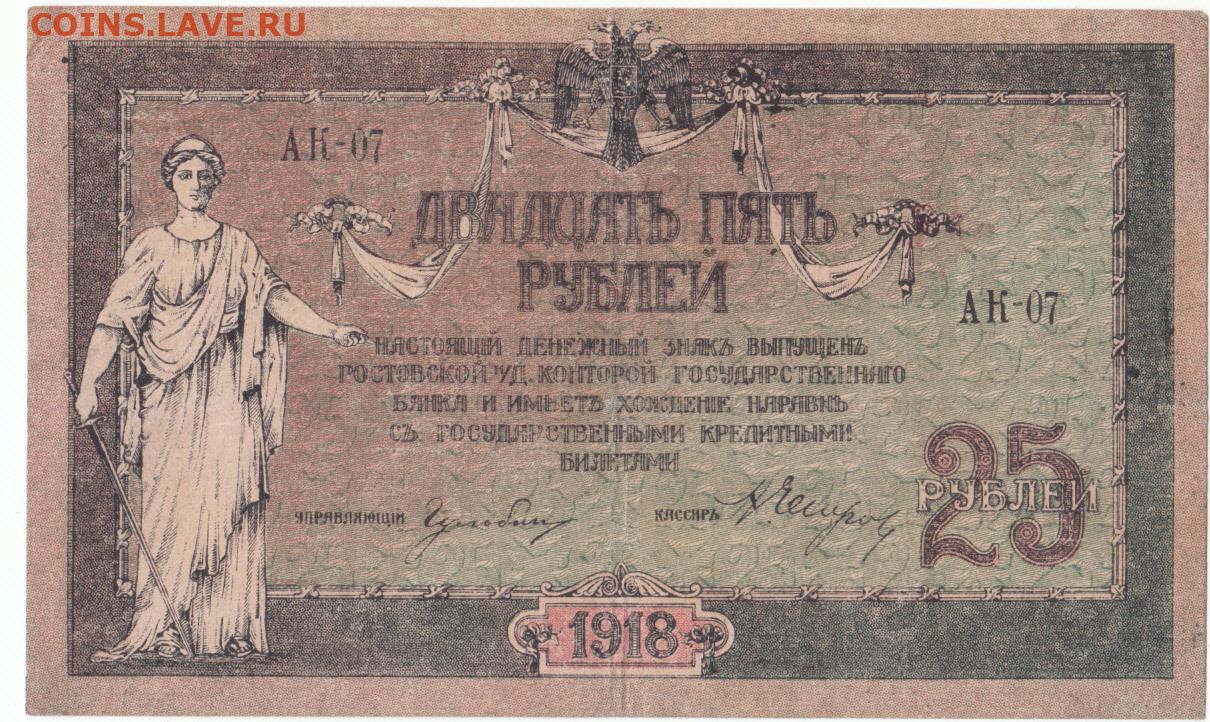 COINS.LAVE.RU
АК-07
ДВАДЦАТЬ ПЯТЬ
РУБЛЕЙ
АК-07
НАСТОЯЩІЙ ДЕНЕЖНЫЙ ЗНАКЪ ВЫПУЩЕНЪ
РОСТОВСКОЙ Н/Д. КОНТОРОЙ ГОСУДАРСТВЕННАГО
БАНКА И ИМѢЕТЪ ХОЖДЕНІЕ НАРАВНѢ
СЪ ГОСУДАРСТВЕННЫМИ КРЕДИТНЫМИ
БИЛЕТАМИ
25
РУБЛЕЙ
УПРАВЛЯЮЩІЙ
КАССИРЪ
1918